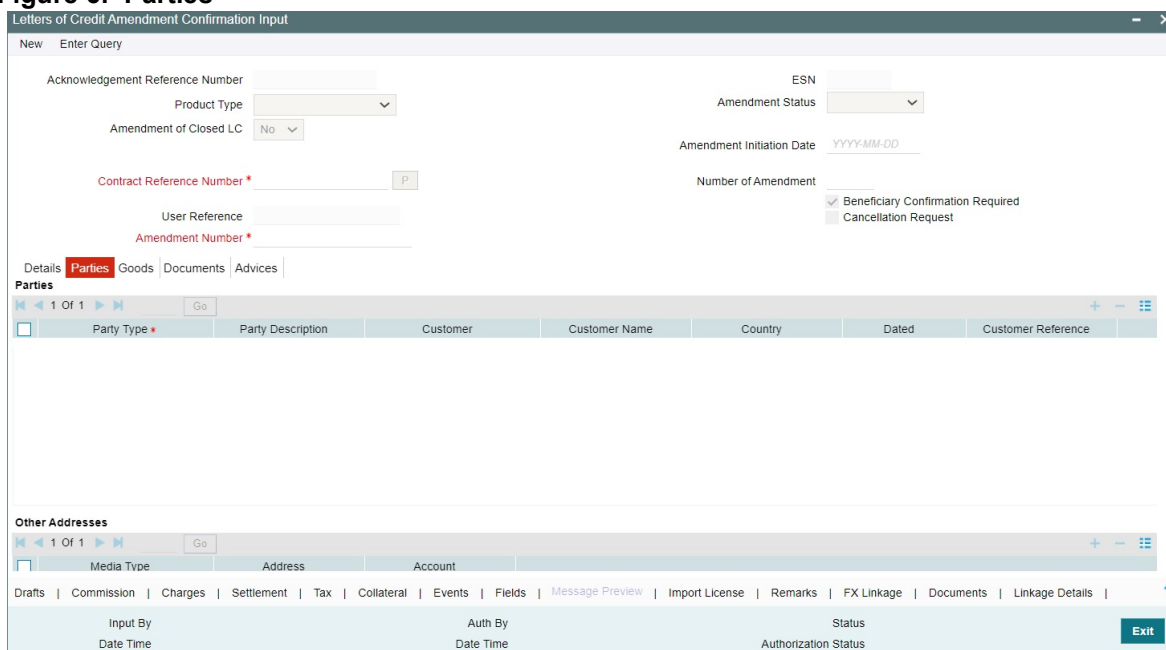 Letters of Credit Amendment Confirmation Input
New Enter Query
Acknowledgement Reference Number ESN
Product Type Amendment Status
Amendment of Closed LC No
Amendment Initiation Date YYYY-MM-DD
Contract Reference Number * P Number of Amendment
Beneficiary Confirmation Required
User Reference Cancellation Request
Amendment Number *
Details Parties Goods Documents Advices
Parties
1 Of 1 Go
Party Type * Party Description Customer Customer Name Country Dated Customer Reference
Other Addresses
1 Of 1 Go
Media Type Address Account
Drafts | Commission | Charges | Settlement | Tax | Collateral | Events | Fields | Message Preview | Import License | Remarks | FX Linkage | Documents | Linkage Details |
Input By Auth By Status
Exit
Date Time Date Time Authorization Status